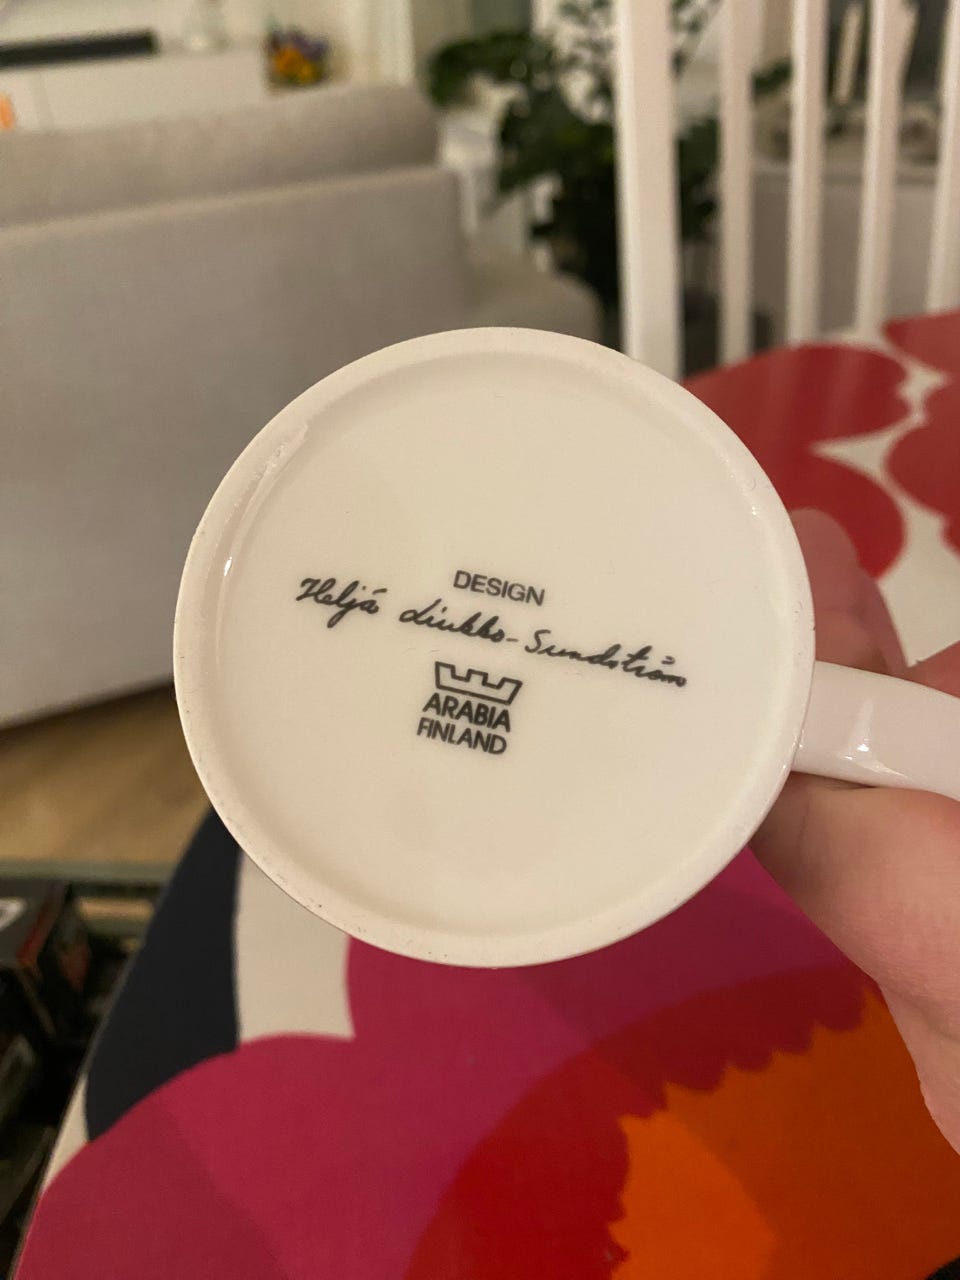 DESIGN
Heljä Liukko-Sundström
ARABIA
FINLAND